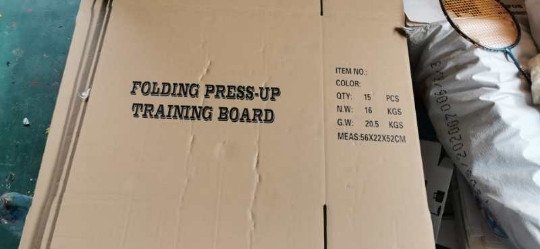 FOLDING PRESS-UP
TRAINING BOARD
ITEM NO.:
COLOR:
QTY: 15 PCS
N.W: 16 KGS
G.W: 20.5 KGS
MEAS:56X22X52CM